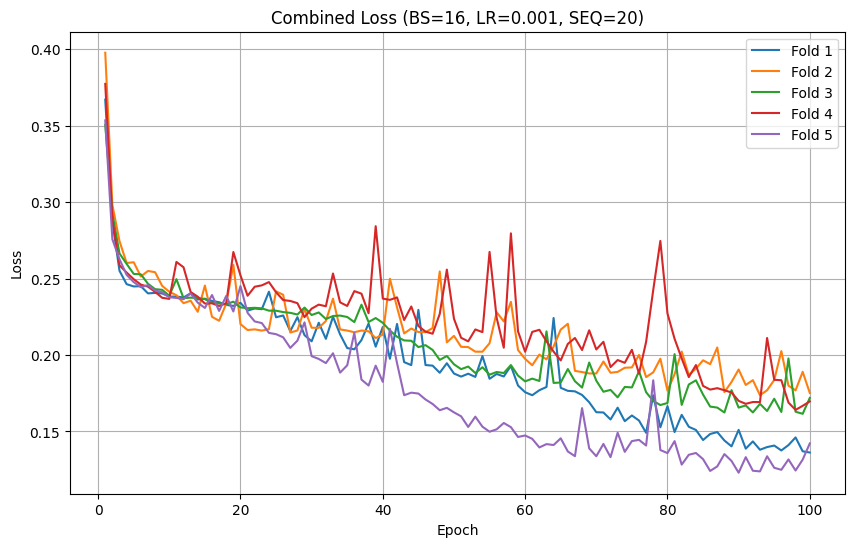 Combined Loss (BS=16, LR=0.001, SEQ=20)
0.40
0.35
0.30
0.25
0.20
0.15
Loss
Fold 1
Fold 2
Fold 3
Fold 4
Fold 5
0
20
40
60
80
100
Epoch